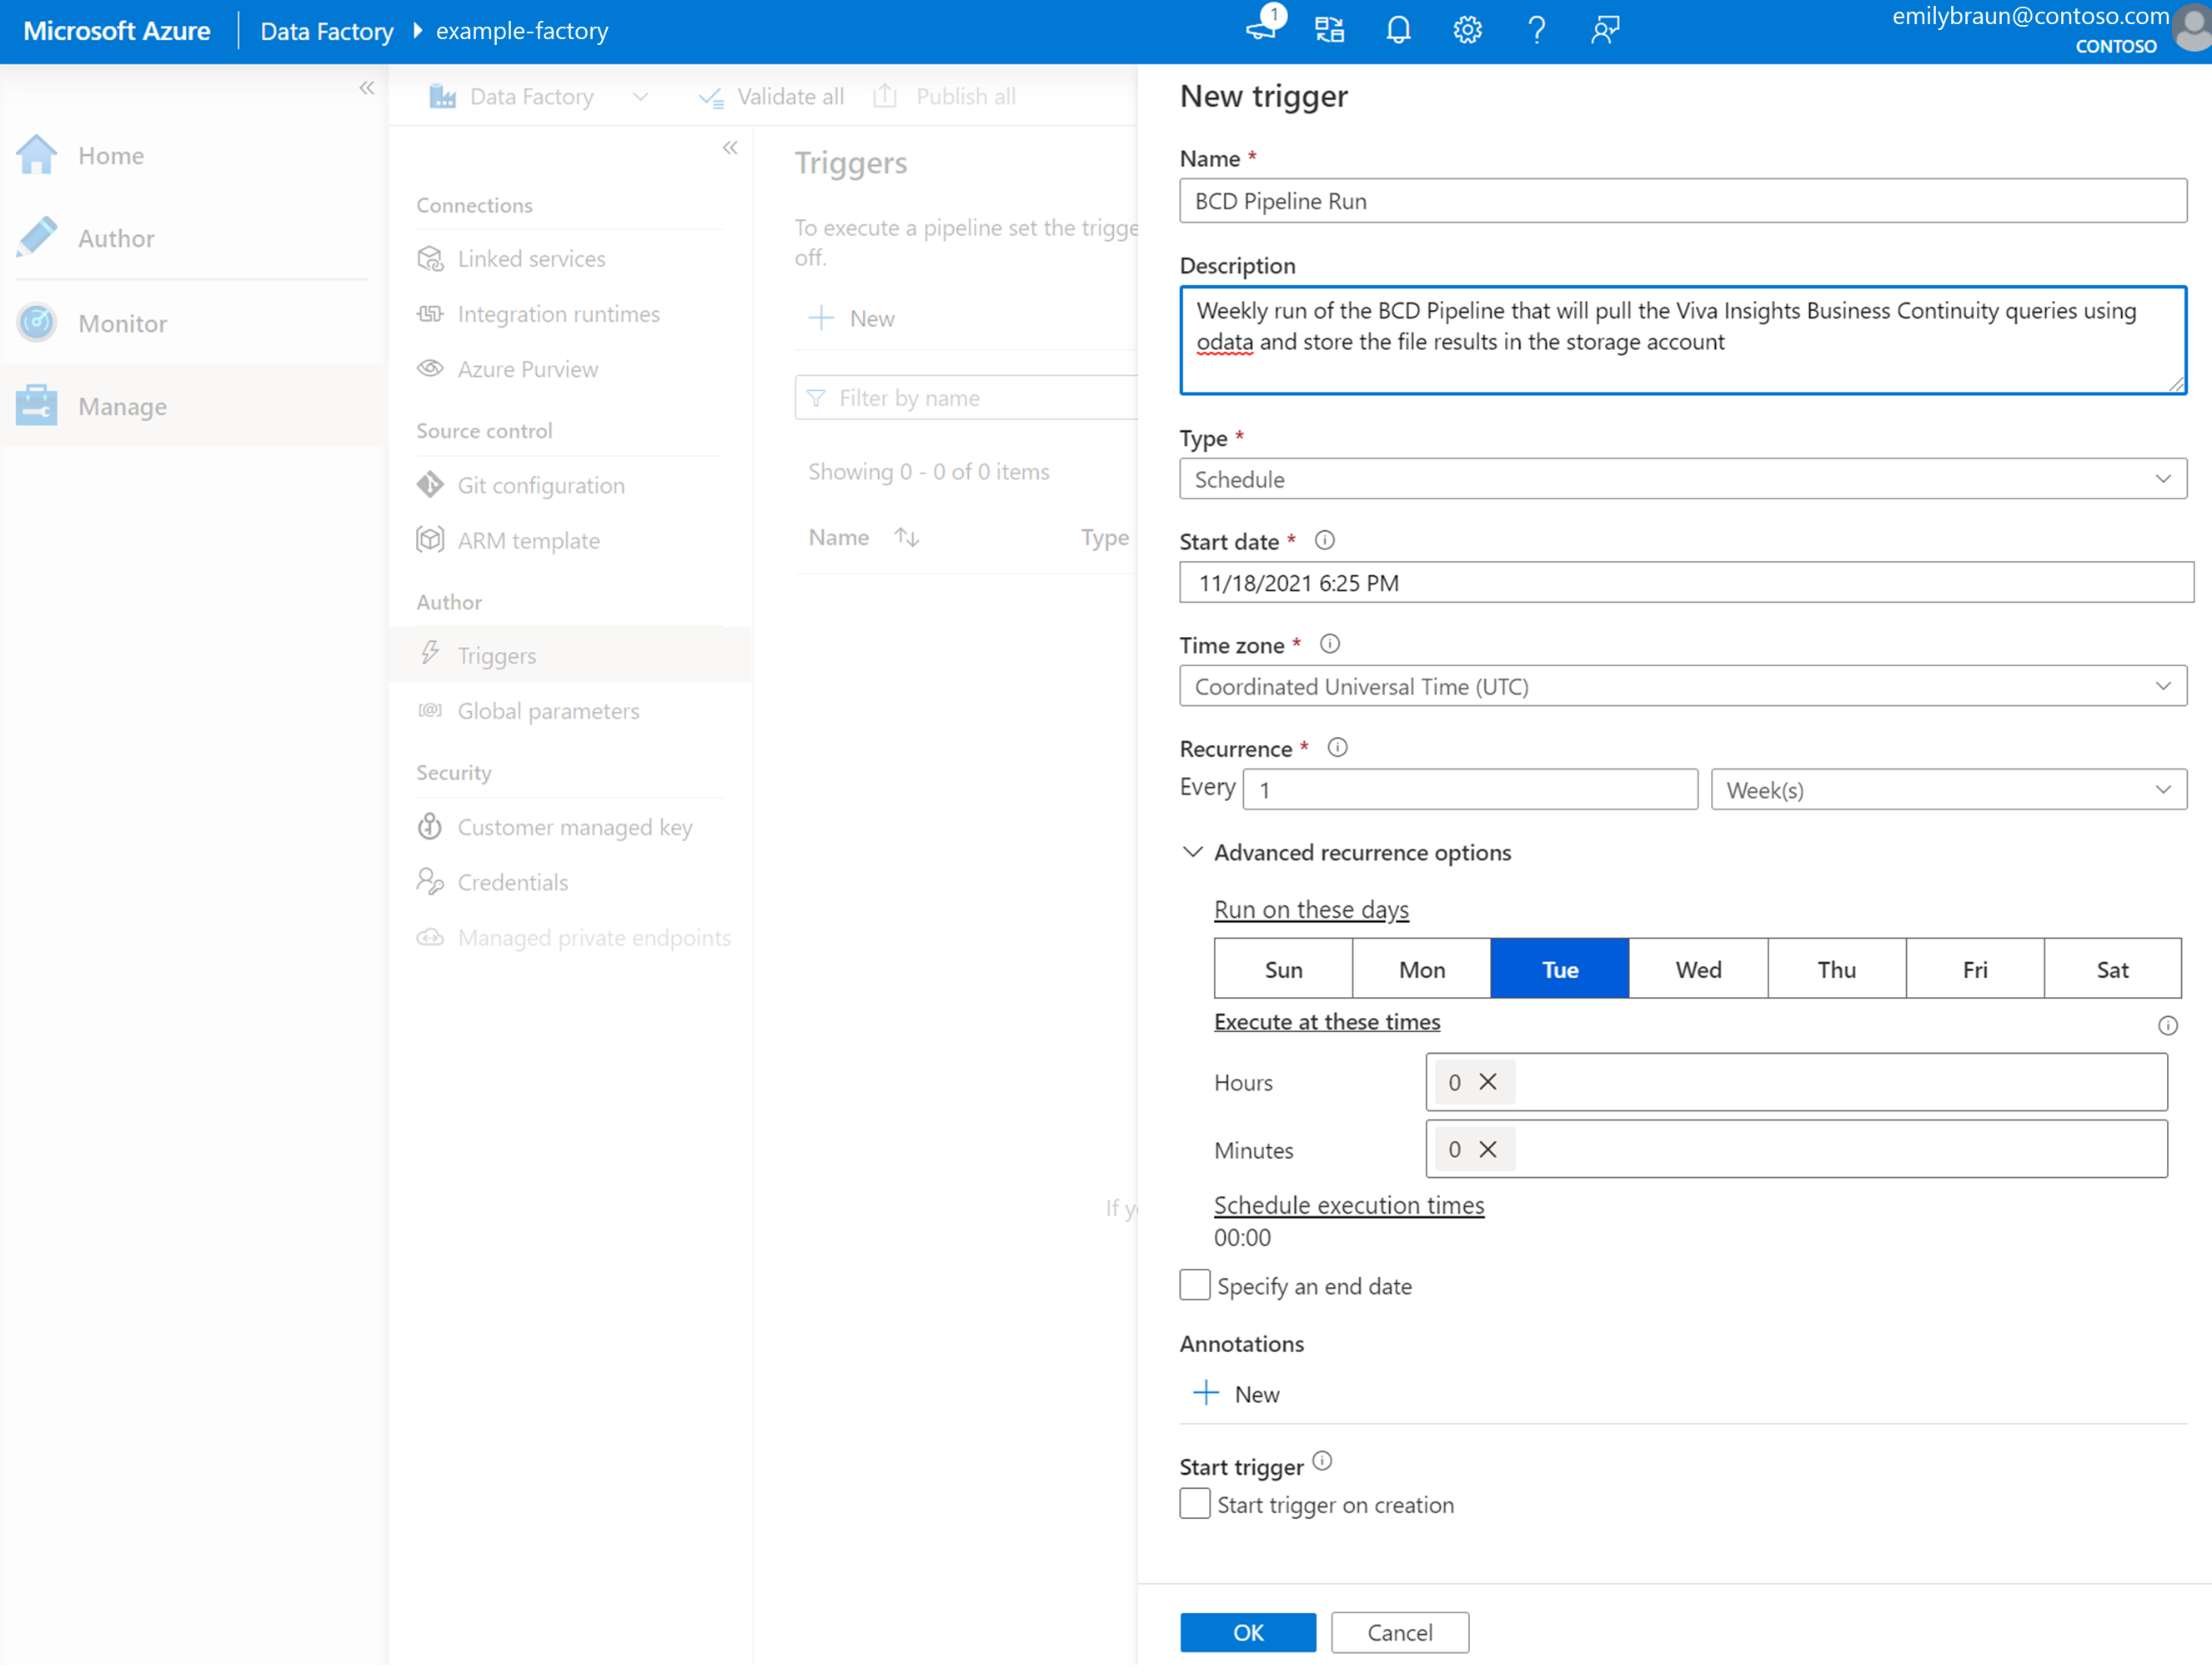 Microsoft Azure
Data Factory
example-factory
1
emilybraun@contoso.com
CONTOSO
Home
Author
Monitor
Manage
Data Factory
Validate all
Publish all
Connections
Linked services
Integration runtimes
Azure Purview
Source control
Git configuration
ARM template
Author
Triggers
Global parameters
Security
Customer managed key
Credentials
Managed private endpoints
Triggers
To execute a pipeline set the trigge
off.
New
Filter by name
Showing 0 - 0 of 0 items
Name
Type
If y
New trigger
Name *
BCD Pipeline Run
Description
Weekly run of the BCD Pipeline that will pull the Viva Insights Business Continuity queries using
odata and store the file results in the storage account
Type *
Schedule
Start date *
11/18/2021 6:25 PM
Time zone *
Coordinated Universal Time (UTC)
Recurrence *
Every 1 Week(s)
Advanced recurrence options
Run on these days
Sun Mon Tue Wed Thu Fri Sat
Execute at these times
Hours 0
Minutes 0
Schedule execution times
00:00
Specify an end date
Annotations
New
Start trigger
Start trigger on creation
OK Cancel